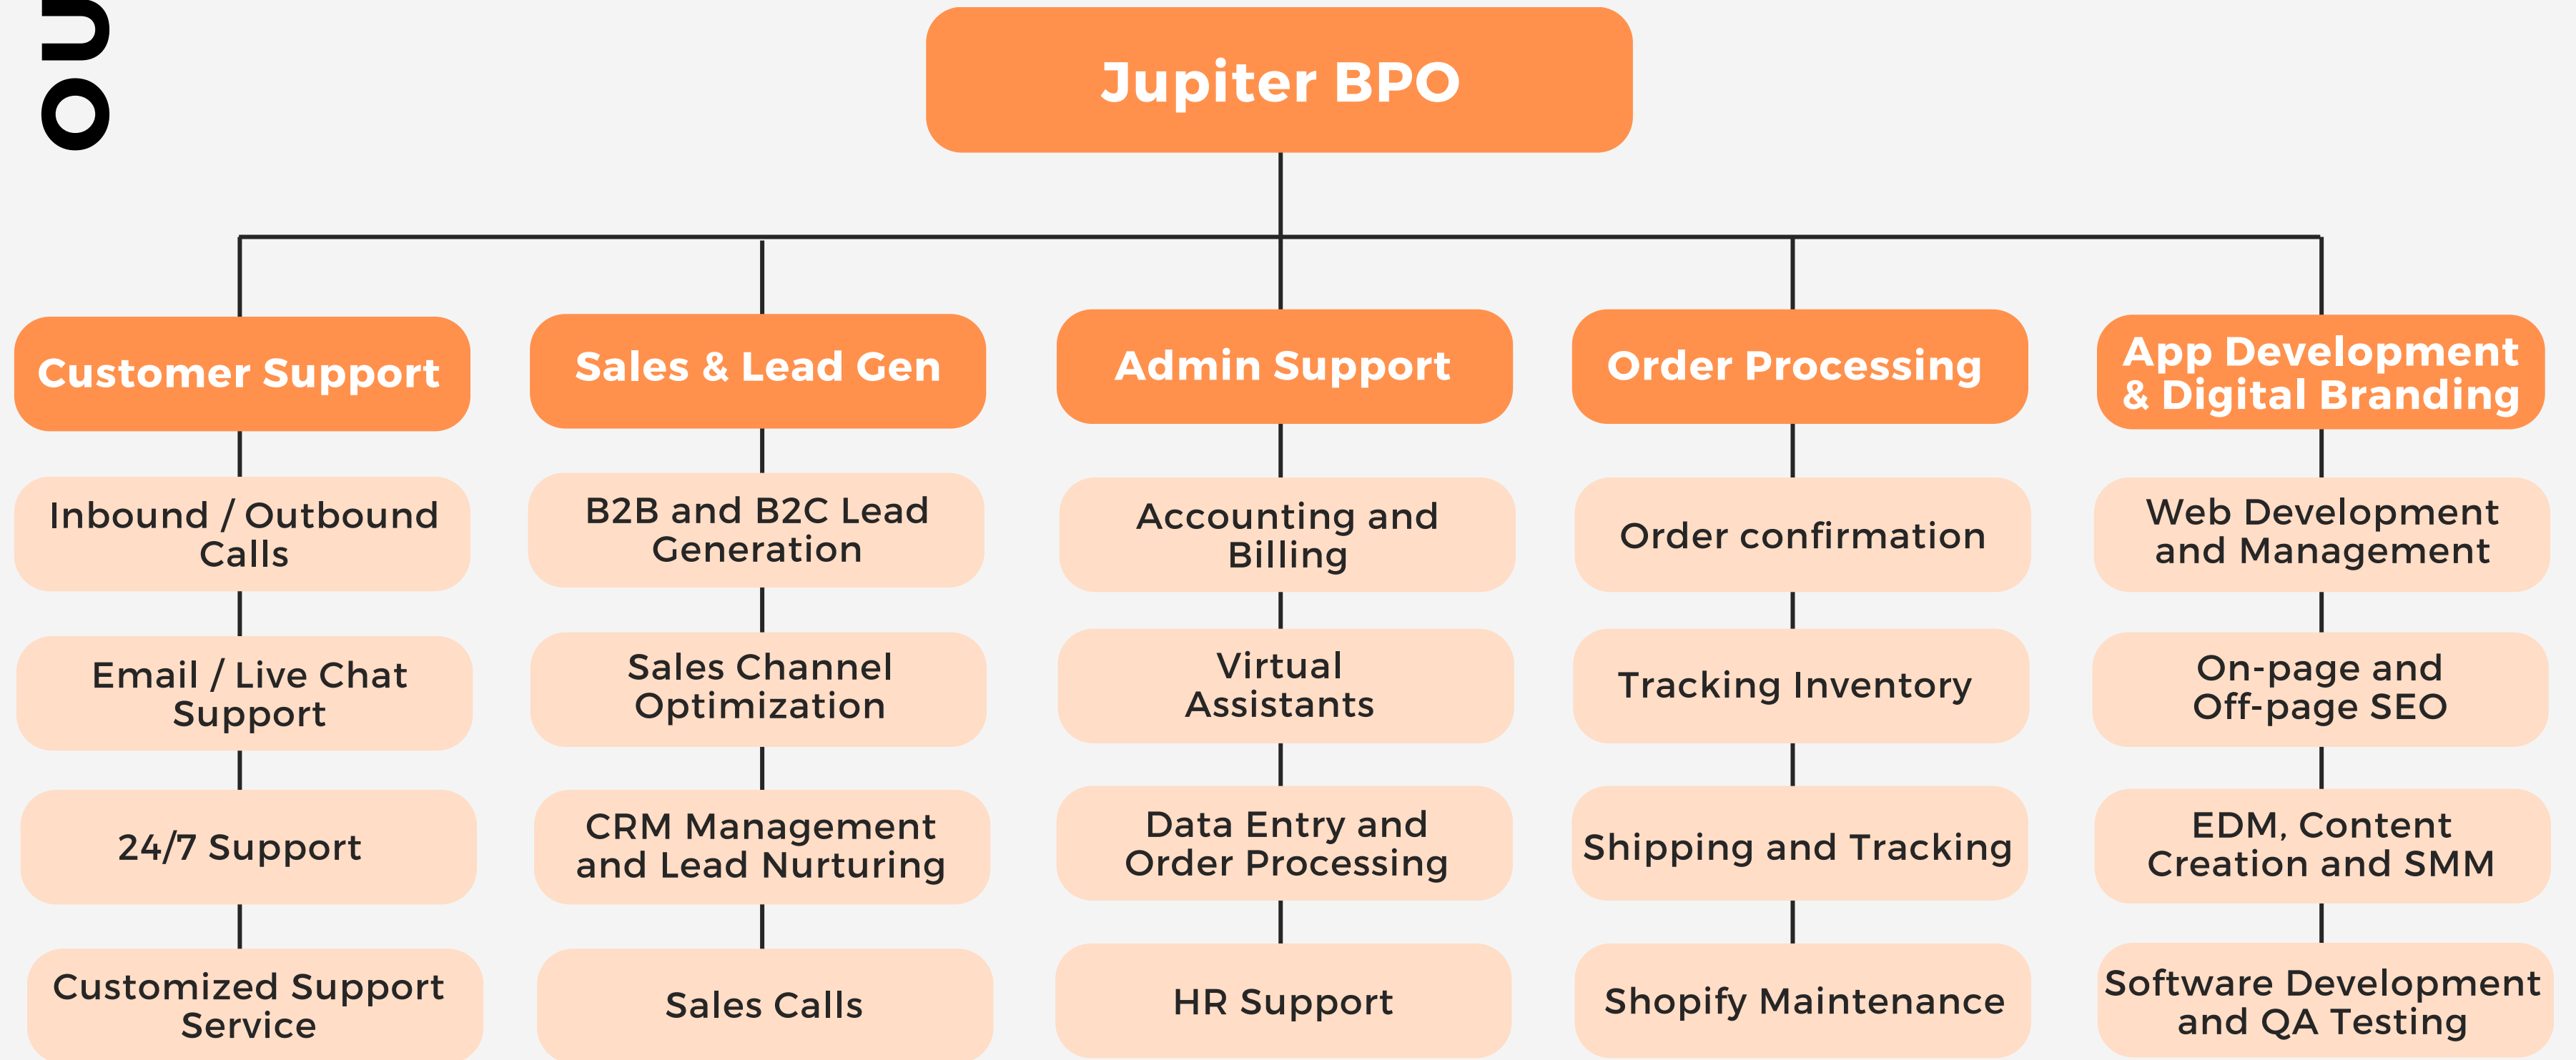 OU
Jupiter BPO
Customer Support
Inbound / Outbound
Calls
Email / Live Chat
Support
24/7 Support
Customized Support
Service
Sales & Lead Gen
B2B and B2C Lead
Generation
Sales Channel
Optimization
CRM Management
and Lead Nurturing
Sales Calls
Admin Support
Accounting and
Billing
Virtual
Assistants
Data Entry and
Order Processing
HR Support
Order Processing
Order confirmation
Tracking Inventory
Shipping and Tracking
Shopify Maintenance
App Development
& Digital Branding
Web Development
and Management
On-page and
Off-page SEO
EDM, Content
Creation and SMM
Software Development
and QA Testing